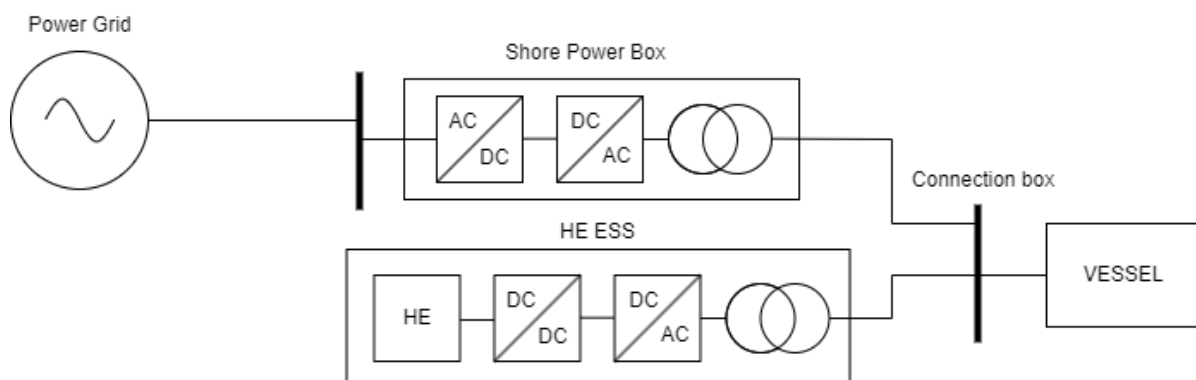 Power Grid
Shore Power Box
AC
DC
DC
AC
Connection box
HE ESS
HE
DC
DC
DC
AC
VESSEL